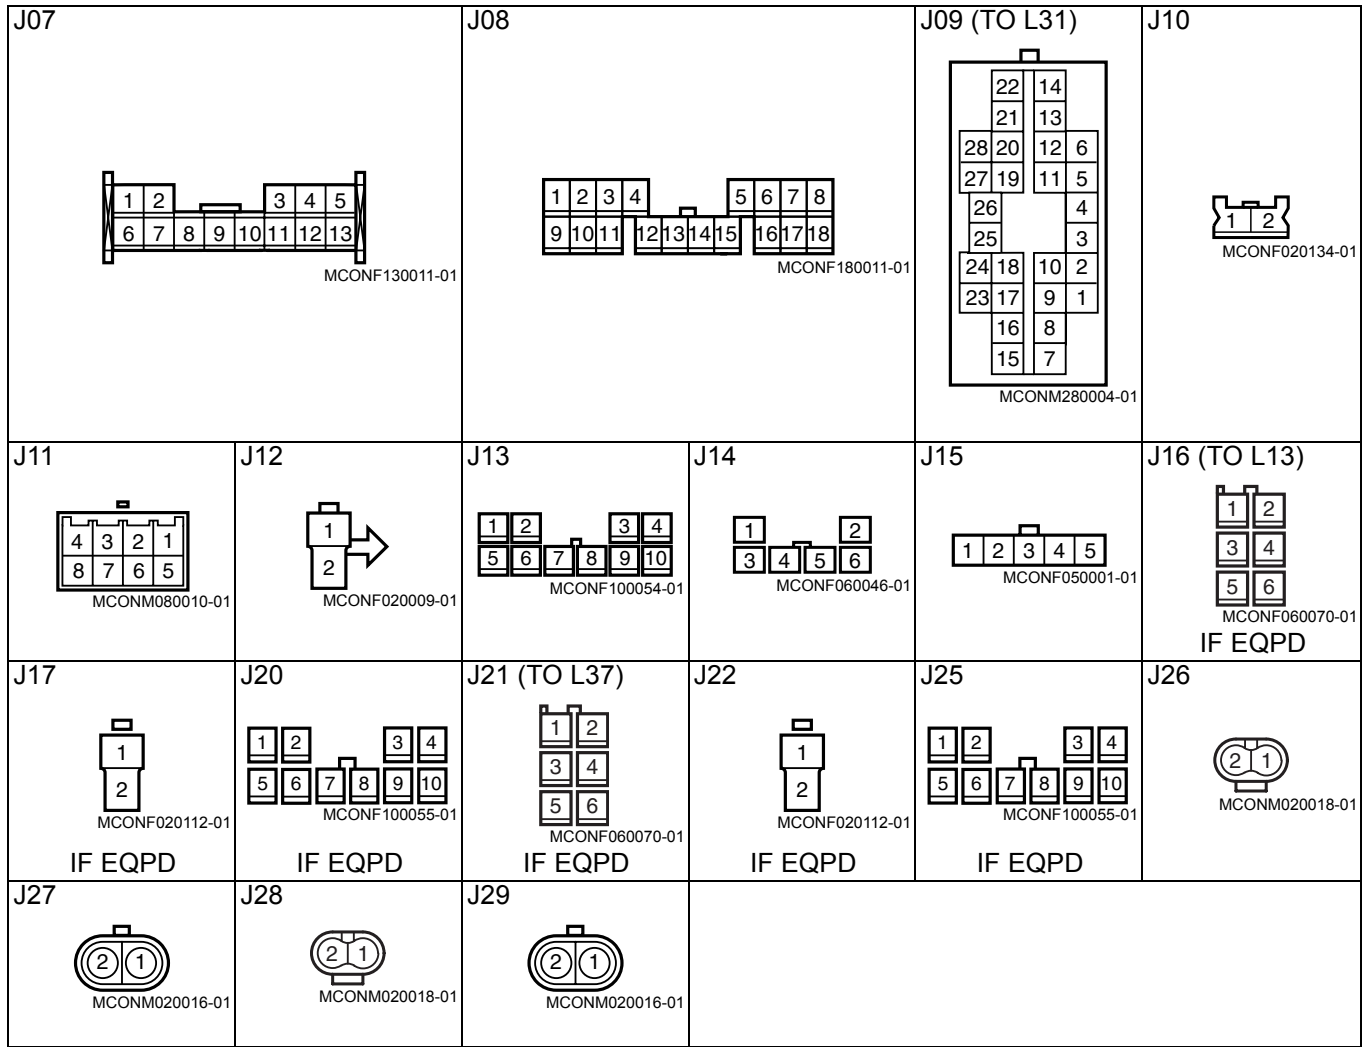 J07
1 2 3 4 5
6 7 8 9 10 11 12 13
MCONF130011-01
J08
1 2 3 4 5 6 7 8
9 10 11 12 13 14 15 16 17 18
MCONF180011-01
J09 (TO L31)
22 14
21 13
28 20 12 6
27 19 11 5
26 4
25 3
24 18 10 2
23 17 9 1
16 8
15 7
MCONM280004-01
J10
1 2
MCONF020134-01
J11
4 3 2 1
8 7 6 5
MCONM080010-01
J12
1
2
MCONF020009-01
J13
1 2 3 4
5 6 7 8 9 10
MCONF100054-01
J14
1 2
3 4 5 6
MCONF060046-01
J15
1 2 3 4 5
MCONF050001-01
J16 (TO L13)
1 2
3 4
5 6
MCONF060070-01
IF EQPD
J17
1
2
MCONF020112-01
IF EQPD
J20
1 2 3 4
5 6 7 8 9 10
MCONF100055-01
IF EQPD
J21 (TO L37)
1 2
3 4
5 6
MCONF060070-01
IF EQPD
J22
1
2
MCONF020112-01
IF EQPD
J25
1 2 3 4
5 6 7 8 9 10
MCONF100055-01
IF EQPD
J26
2 1
MCONM020018-01
J27
2 1
MCONM020016-01
J28
2 1
MCONM020018-01
J29
2 1
MCONM020016-01